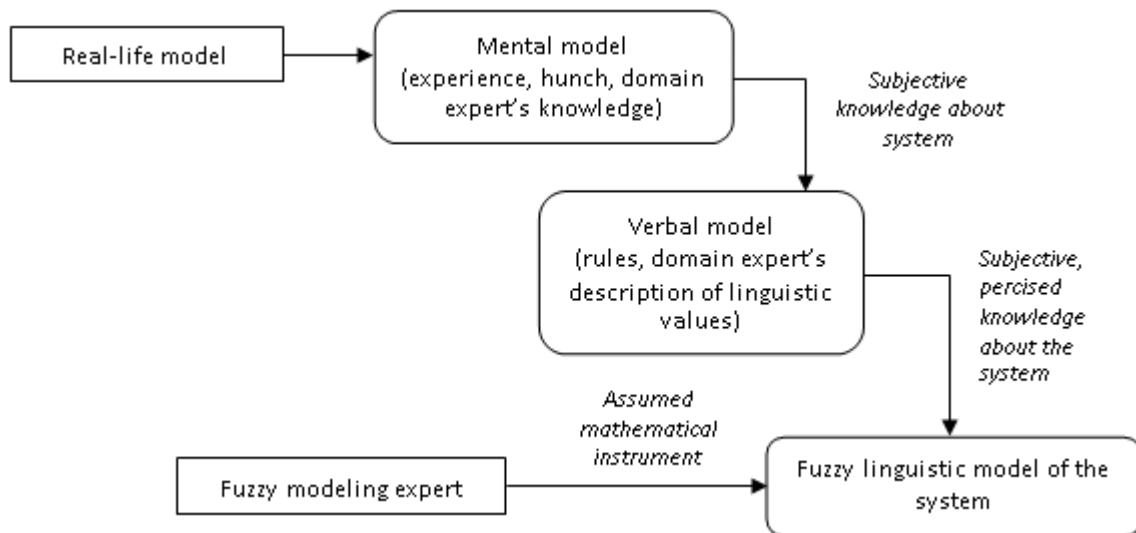 Real-life model
Mental model
(experience, hunch, domain
expert's knowledge)
Subjective
knowledge about
system
Verbal model
(rules, domain expert's
description of linguistic
values)
Subjective,
percised
knowledge
about the
system
Assumed
mathematical
instrument
Fuzzy modeling expert
Fuzzy linguistic model of the
system